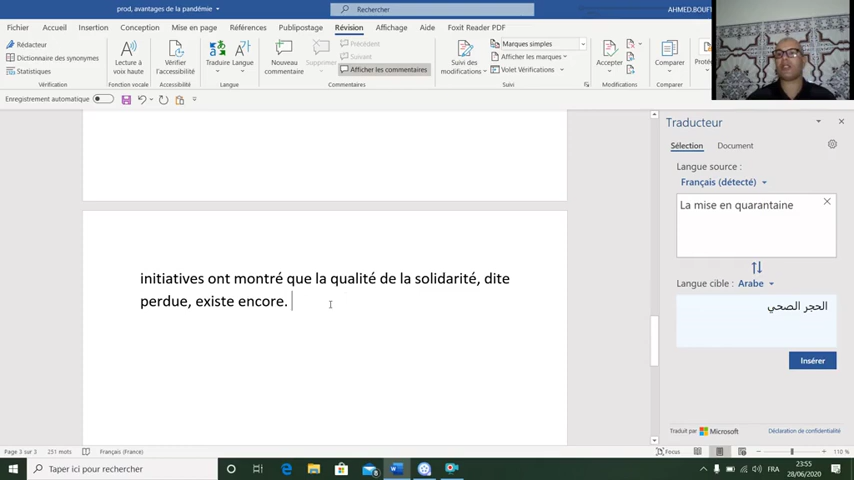 prod, avantages de la pandémie
Rechercher
AHMED.BOUFT
Fichier Accueil Insertion Conception Mise en page Références Publipostage Révision Affichage Aide Foxit Reader PDF
Rédacteur
Dictionnaire des synonymes
Statistiques
Vérification
Lecture à voix haute
Fonction vocale
Vérifier l'accessibilité
Accessibilité
Traduire Langue
Langue
Nouveau commentaire
Supprimer
Précédent
Suivant
Afficher les commentaires
Commentaires
Suivi des modifications
Marques simples
Afficher les marques
Volet Vérifications
Suivi
Accepter
Modifications
Comparer
Comparer
Enregistrement automatique
initiatives ont montré que la qualité de la solidarité, dite
perdue, existe encore.
Traducteur
Sélection Document
Langue source :
Français (détecté)
La mise en quarantaine
Langue cible : Arabe
الحجر الصحي
Insérer
Traduit par Microsoft Déclaration de confidentialité
Page 3 sur 3 251 mots Français (France) Focus 110 %
Taper ici pour rechercher
FRA
23:55
28/06/2020